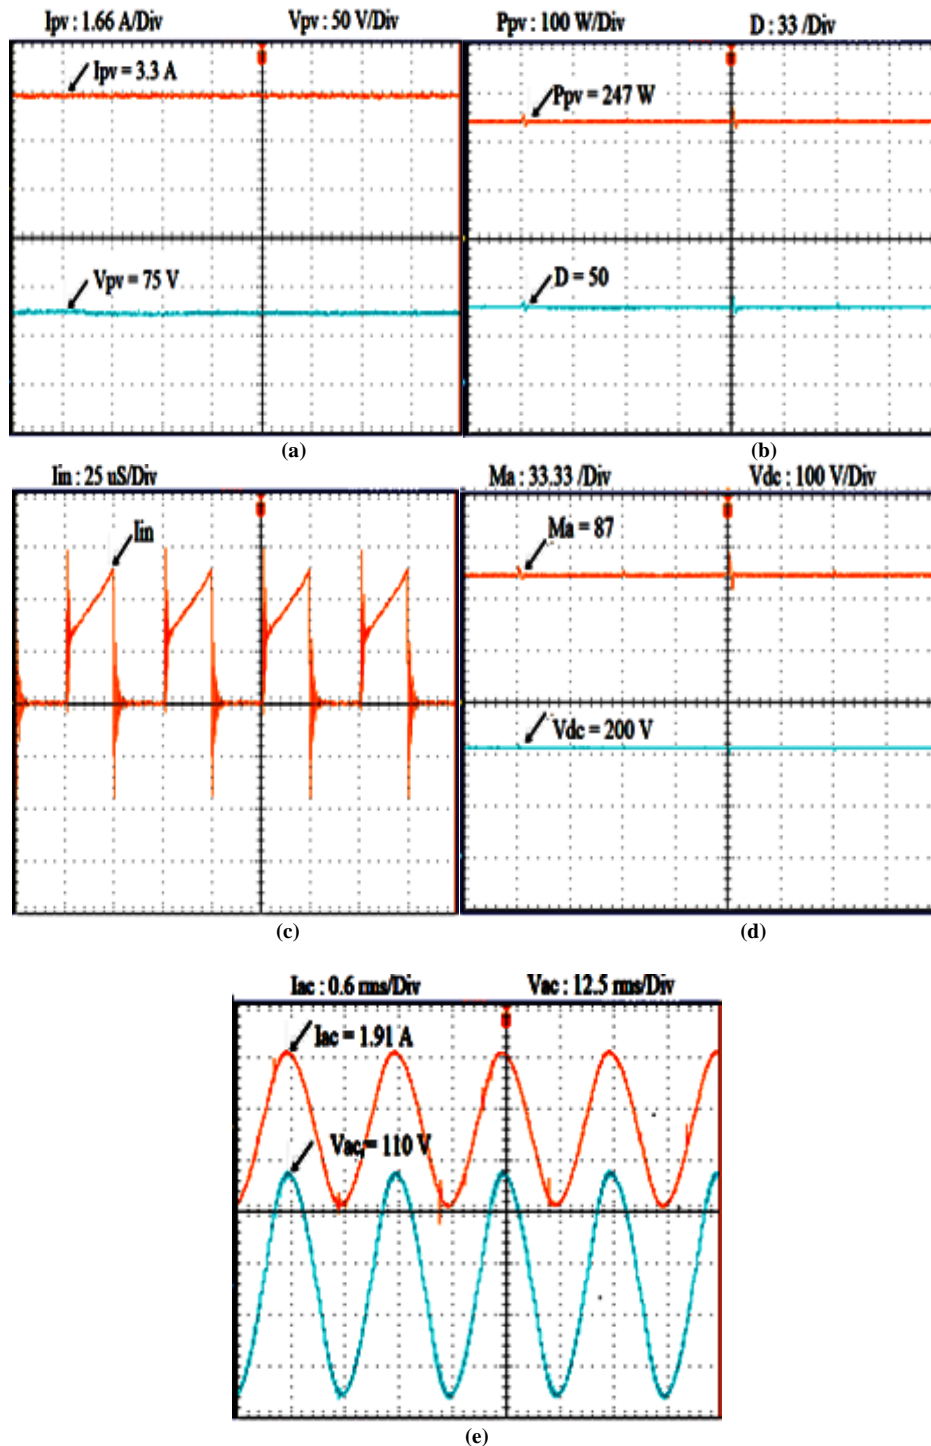 Ipv : 1.66 A/Div Vpv : 50 V/Div
Ipv = 3.3 A
Vpv = 75 V
(a)
Ppv : 100 W/Div D : 33 /Div
Ppv = 247 W
D = 50
(b)
Iin : 25 uS/Div
Iin
(c)
Ma : 33.33 /Div Vdc : 100 V/Div
Ma = 87
Vdc = 200 V
(d)
Iac : 0.6 rms/Div Vac : 12.5 rms/Div
Iac = 1.91 A
Vac = 110 V
(e)